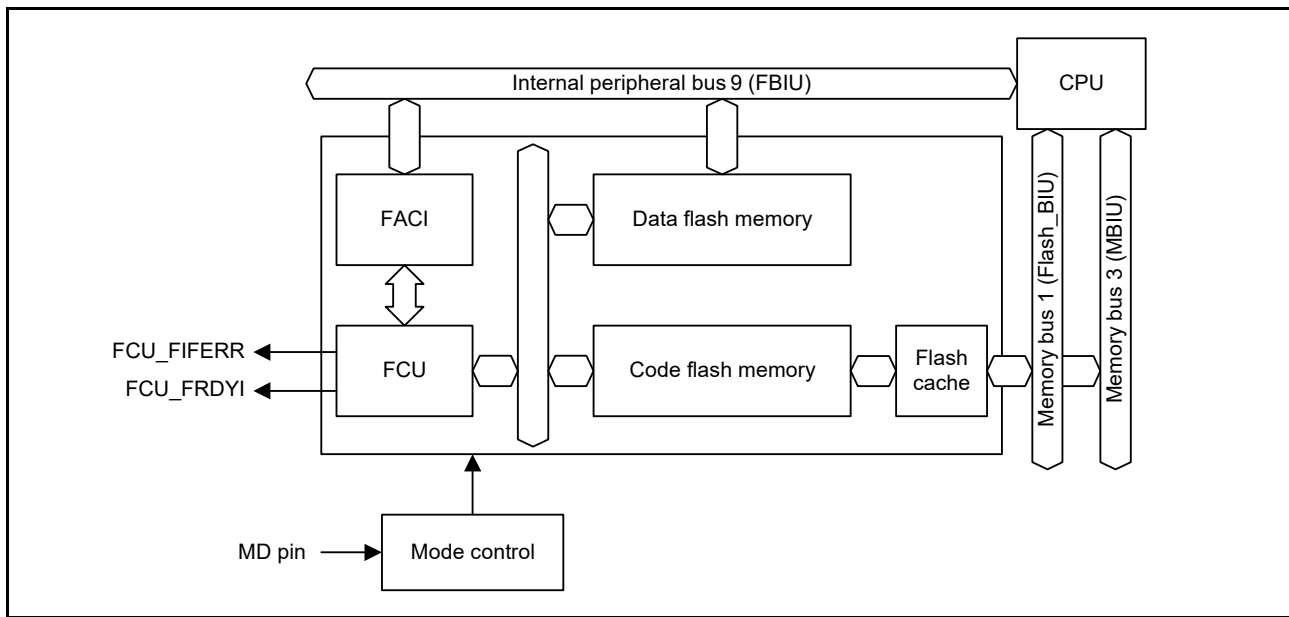 Internal peripheral bus 9 (FBIU)
CPU
FACI
Data flash memory
Memory bus 1 (Flash_BIU)
Memory bus 3 (MBIU)
FCU_FIFERR
FCU_FRDYI
FCU
Code flash memory
Flash
cache
MD pin
Mode control